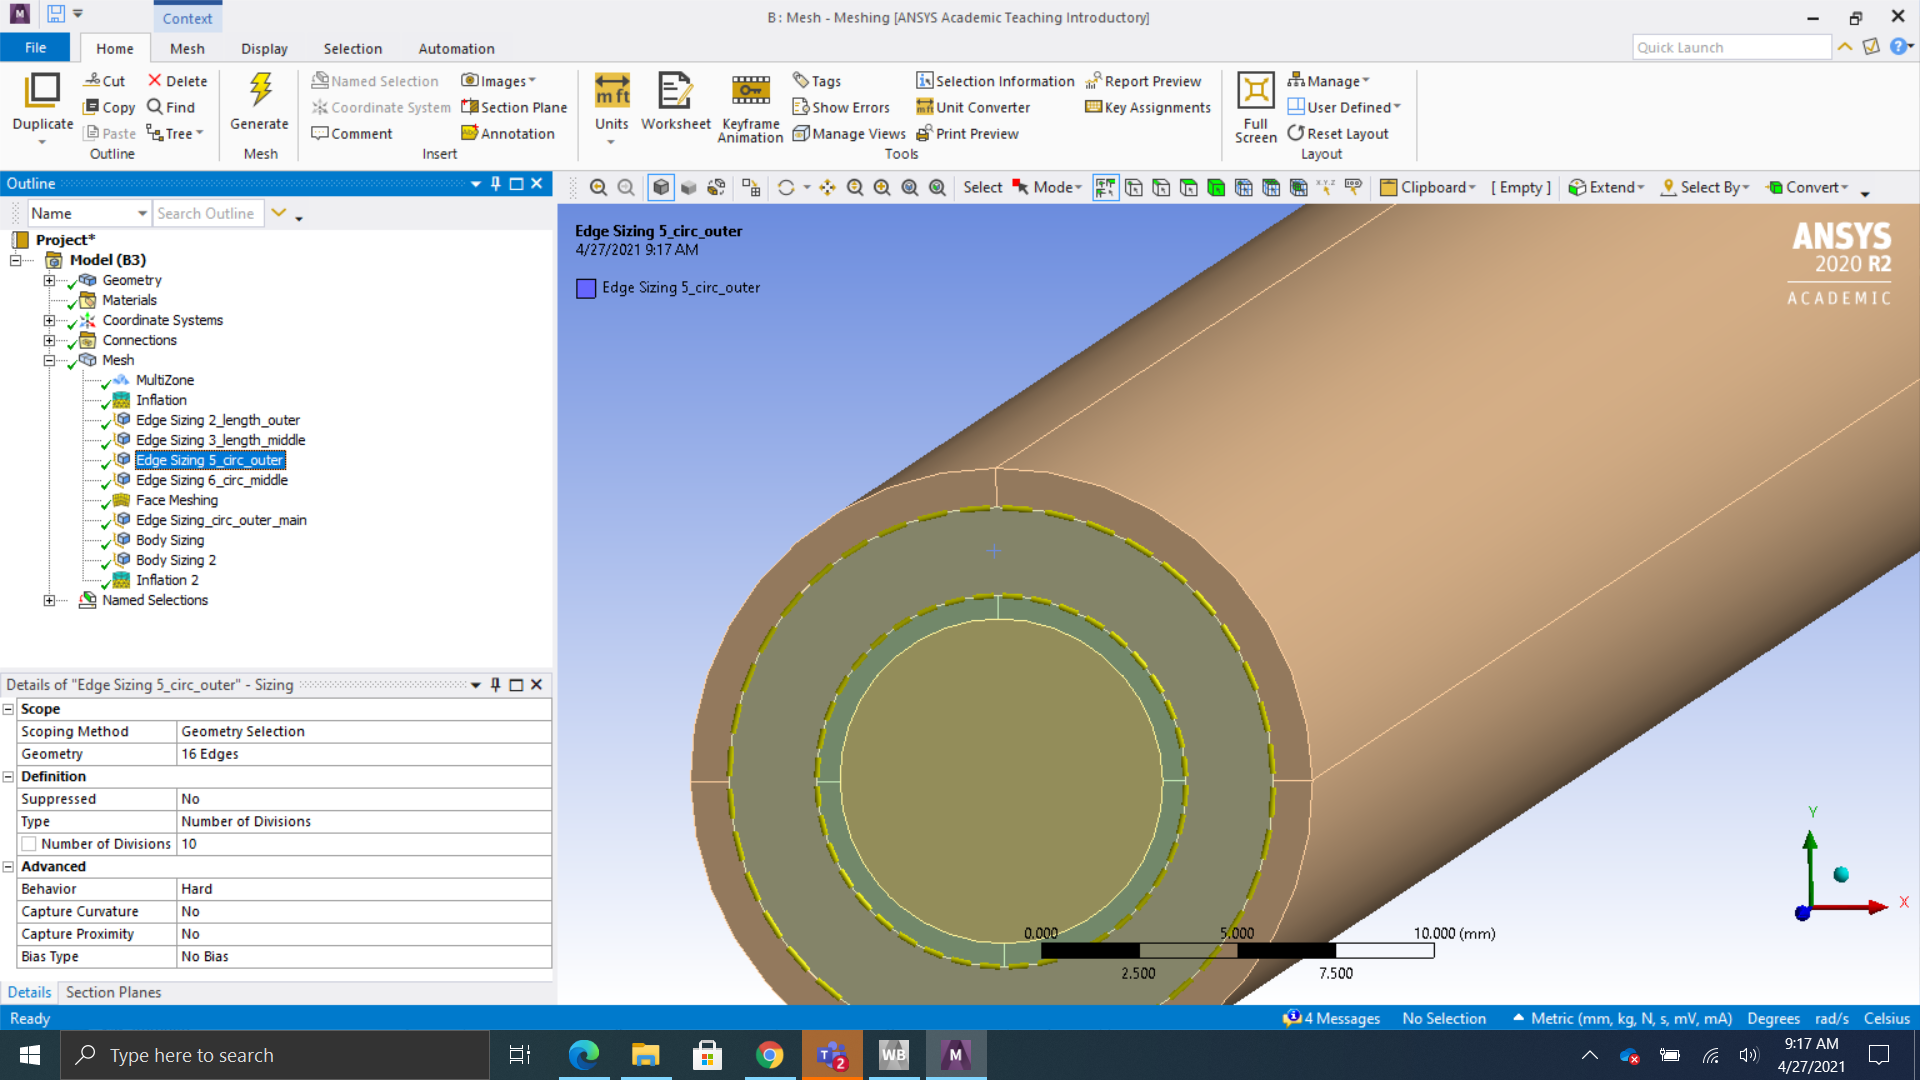 Context
B : Mesh - Meshing [ANSYS Academic Teaching Introductory]
File Home Mesh Display Selection Automation
Quick Launch
Duplicate
Cut
Copy
Paste
Delete
Find
Tree
Outline
Generate
Mesh
Named Selection
Coordinate System
Comment
Images
Section Plane
Annotation
Insert
Units
Worksheet
Keyframe
Animation
Tags
Show Errors
Manage Views
Selection Information
Unit Converter
Print Preview
Report Preview
Key Assignments
Tools
Full
Screen
Manage
User Defined
Reset Layout
Layout
Outline
Name
Search Outline
Project*
Model (B3)
Geometry
Materials
Coordinate Systems
Connections
Mesh
MultiZone
Inflation
Edge Sizing 2_length_outer
Edge Sizing 3_length_middle
Edge Sizing 5_circ_outer
Edge Sizing 6_circ_middle
Face Meshing
Edge Sizing_circ_outer_main
Body Sizing
Body Sizing 2
Inflation 2
Named Selections
Details of "Edge Sizing 5_circ_outer" - Sizing
Scope
Scoping Method Geometry Selection
Geometry 16 Edges
Definition
Suppressed No
Type Number of Divisions
Number of Divisions 10
Advanced
Behavior Hard
Capture Curvature No
Capture Proximity No
Bias Type No Bias
Details Section Planes
Select Mode Clipboard [ Empty ] Extend Select By Convert
Edge Sizing 5_circ_outer
4/27/2021 9:17 AM
Edge Sizing 5_circ_outer
ANSYS
2020 R2
ACADEMIC
Y
X
0.000 5.000 10.000 (mm)
2.500 7.500
Ready
4 Messages No Selection Metric (mm, kg, N, s, mV, mA) Degrees rad/s Celsius
Type here to search
2
WB
M
9:17 AM
4/27/2021